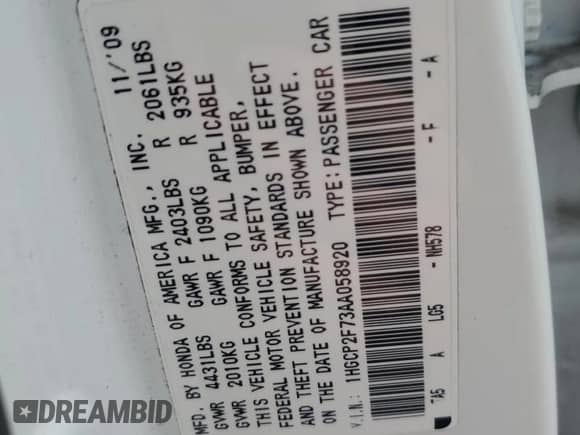 MFD. BY HONDA OF AMERICA MFG., INC. 11/'09
GVWR 4431LBS GAWR F 2403LBS R 2061LBS
GVWR 2010KG GAWR F 1090KG R 935KG
THIS VEHICLE CONFORMS TO ALL APPLICABLE
FEDERAL MOTOR VEHICLE SAFETY, BUMPER,
AND THEFT PREVENTION STANDARDS IN EFFECT
ON THE DATE OF MANUFACTURE SHOWN ABOVE.
V.I.N.: 1HGCP2F73AA058920 TYPE:PASSENGER CAR
TA5 A LG5 - NH578 - F - A
DREAMBID